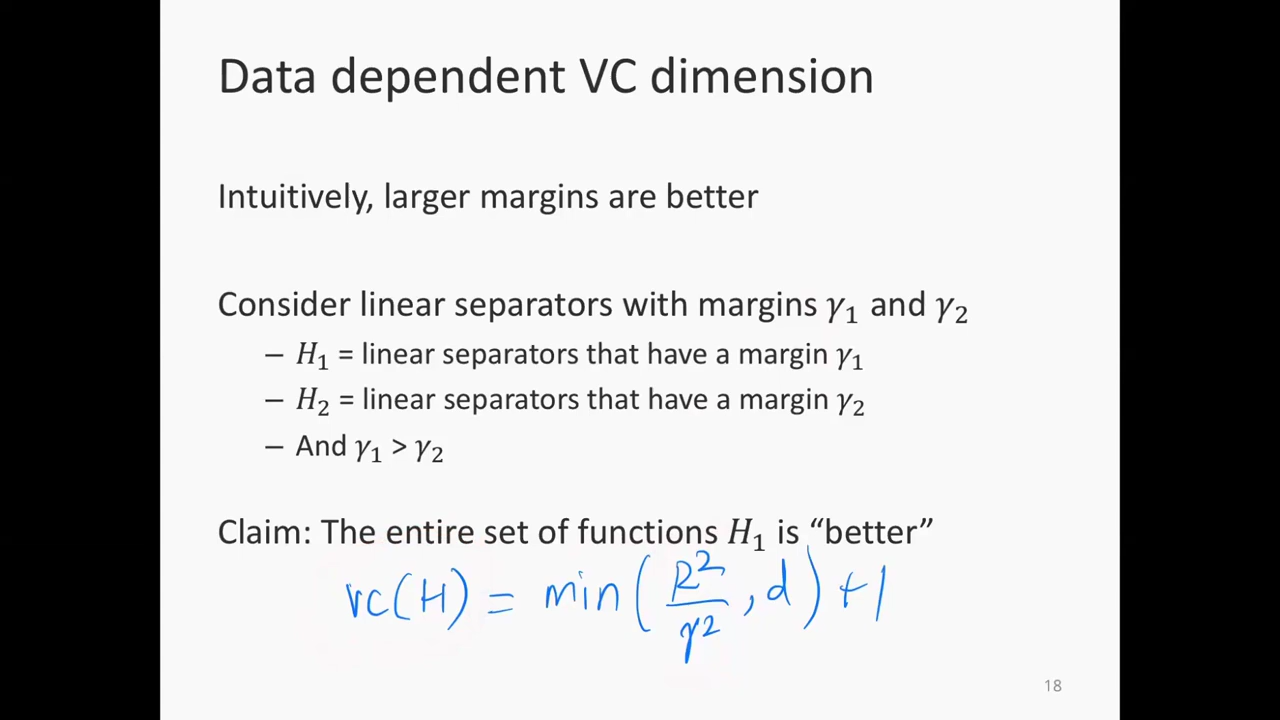 Data dependent VC dimension
Intuitively, larger margins are better
Consider linear separators with margins γ₁ and γ₂
– H₁ = linear separators that have a margin γ₁
– H₂ = linear separators that have a margin γ₂
– And γ₁ > γ₂
Claim: The entire set of functions H₁ is “better”
VC(H) = min(R²/γ², d) + 1
18